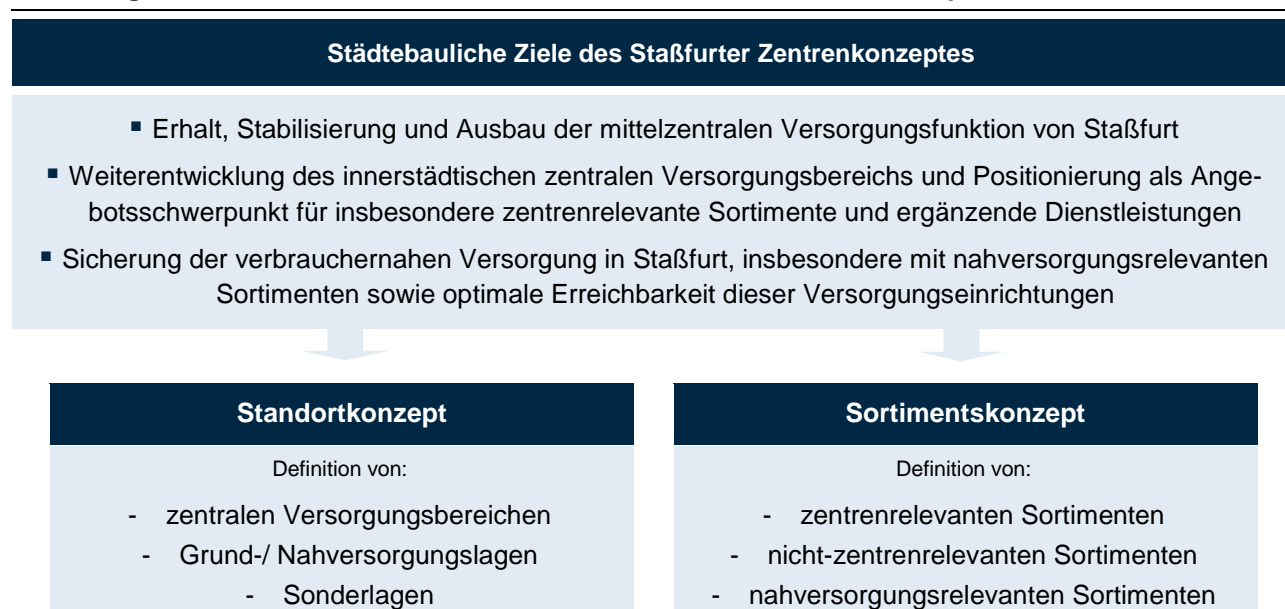 Städtebauliche Ziele des Staßfurter Zentrenkonzeptes
▪ Erhalt, Stabilisierung und Ausbau der mittelzentralen Versorgungsfunktion von Staßfurt
▪ Weiterentwicklung des innerstädtischen zentralen Versorgungsbereichs und Positionierung als Ange-
botsschwerpunkt für insbesondere zentrenrelevante Sortimente und ergänzende Dienstleistungen
▪ Sicherung der verbrauchernahen Versorgung in Staßfurt, insbesondere mit nahversorgungsrelevanten
Sortimenten sowie optimale Erreichbarkeit dieser Versorgungseinrichtungen
Standortkonzept
Definition von:
- zentralen Versorgungsbereichen
- Grund-/ Nahversorgungslagen
- Sonderlagen
Sortimentskonzept
Definition von:
- zentrenrelevanten Sortimenten
- nicht-zentrenrelevanten Sortimenten
- nahversorgungsrelevanten Sortimenten